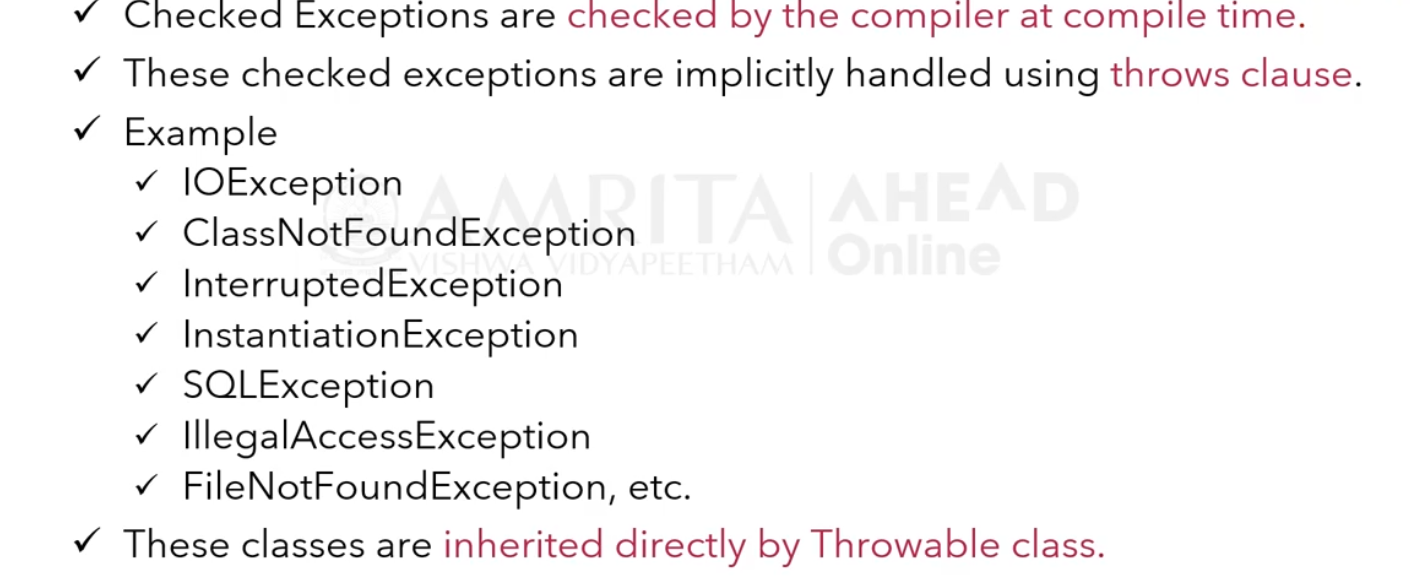 ✓ Checked Exceptions are checked by the compiler at compile time.
✓ These checked exceptions are implicitly handled using throws clause.
✓ Example
✓ IOException
✓ ClassNotFoundException
✓ InterruptedException
✓ InstantiationException
✓ SQLException
✓ IllegalAccessException
✓ FileNotFoundException, etc.
✓ These classes are inherited directly by Throwable class.
AMRITA
VISHWA VIDYAPEETHAM
AHEAD
Online